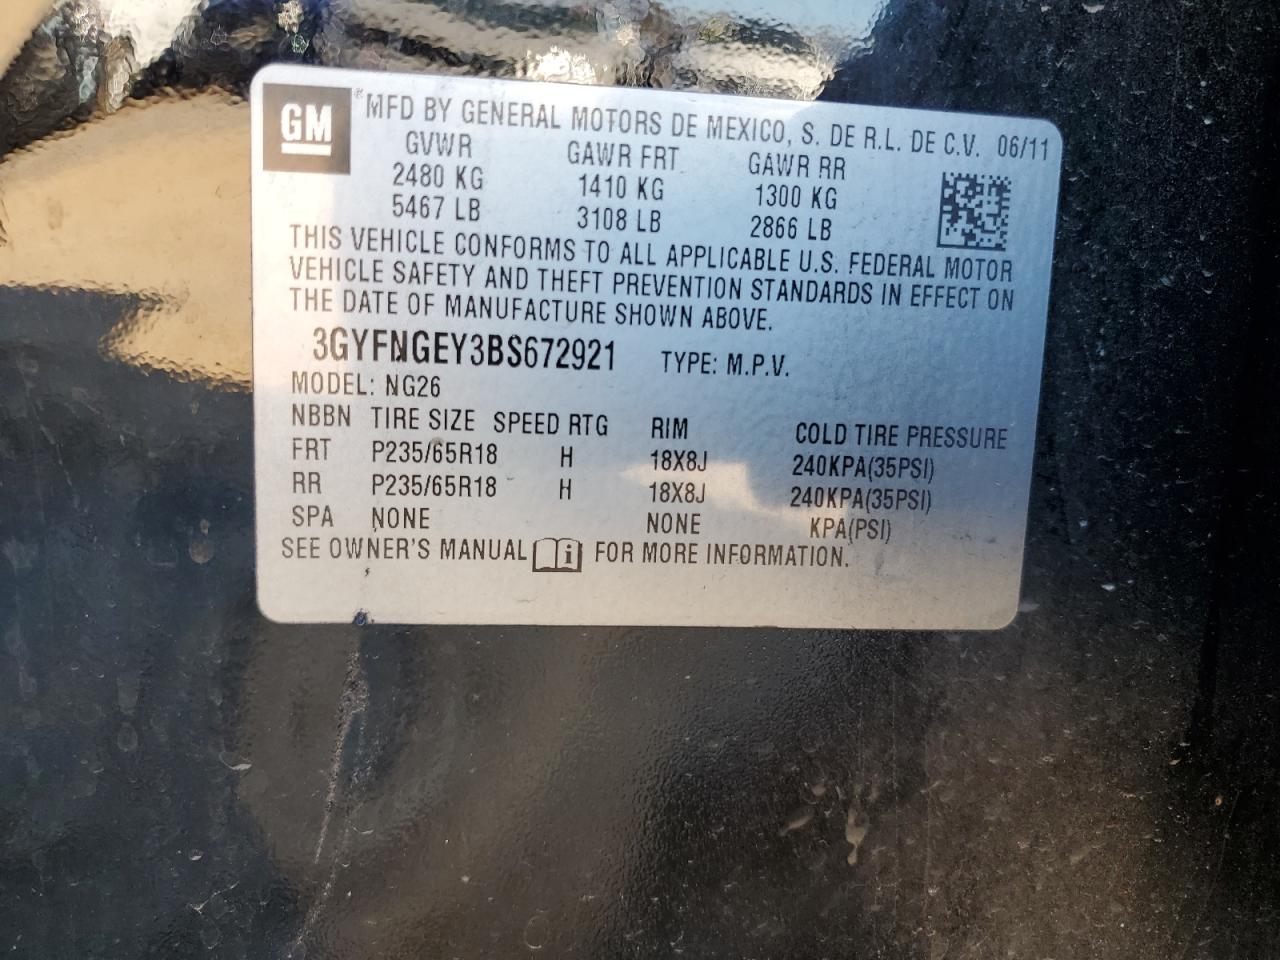 GM
® MFD BY GENERAL MOTORS DE MEXICO, S. DE R.L. DE C.V. 06/11
GVWR GAWR FRT GAWR RR
2480 KG 1410 KG 1300 KG
5467 LB 3108 LB 2866 LB
THIS VEHICLE CONFORMS TO ALL APPLICABLE U.S. FEDERAL MOTOR
VEHICLE SAFETY AND THEFT PREVENTION STANDARDS IN EFFECT ON
THE DATE OF MANUFACTURE SHOWN ABOVE.
3GYFNGEY3BS672921 TYPE: M.P.V.
MODEL: NG26
NBBN TIRE SIZE SPEED RTG RIM COLD TIRE PRESSURE
FRT P235/65R18 H 18X8J 240KPA(35PSI)
RR P235/65R18 H 18X8J 240KPA(35PSI)
SPA NONE NONE KPA(PSI)
SEE OWNER'S MANUAL i FOR MORE INFORMATION.